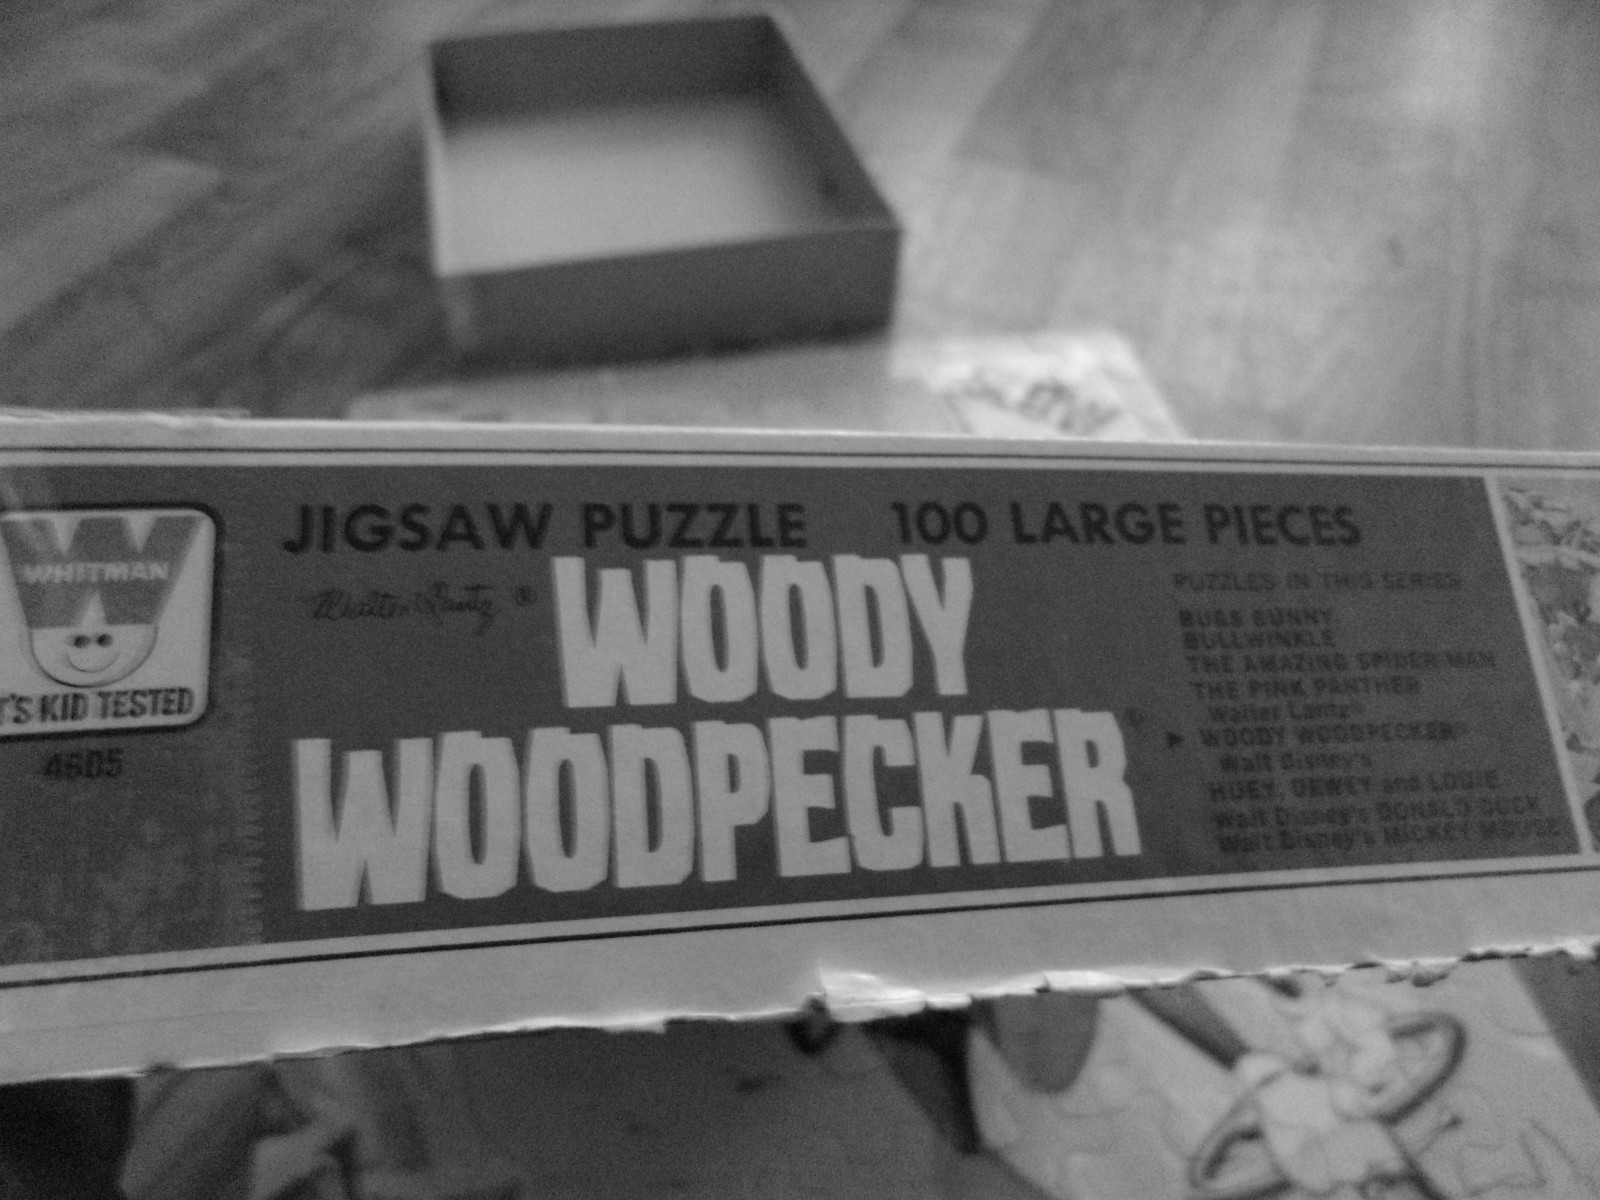 WHITMAN
T'S KID TESTED
4605
JIGSAW PUZZLE 100 LARGE PIECES
Walter Lantz ®
WOODY
WOODPECKER
PUZZLES IN THIS SERIES
BUGS BUNNY
BULLWINKLE
THE AMAZING SPIDER-MAN
THE PINK PANTHER
Walter Lantz®
WOODY WOODPECKER®
Walt Disney's
HUEY, DEWEY and LOUIE
Walt Disney's DONALD DUCK
Walt Disney's MICKEY MOUSE